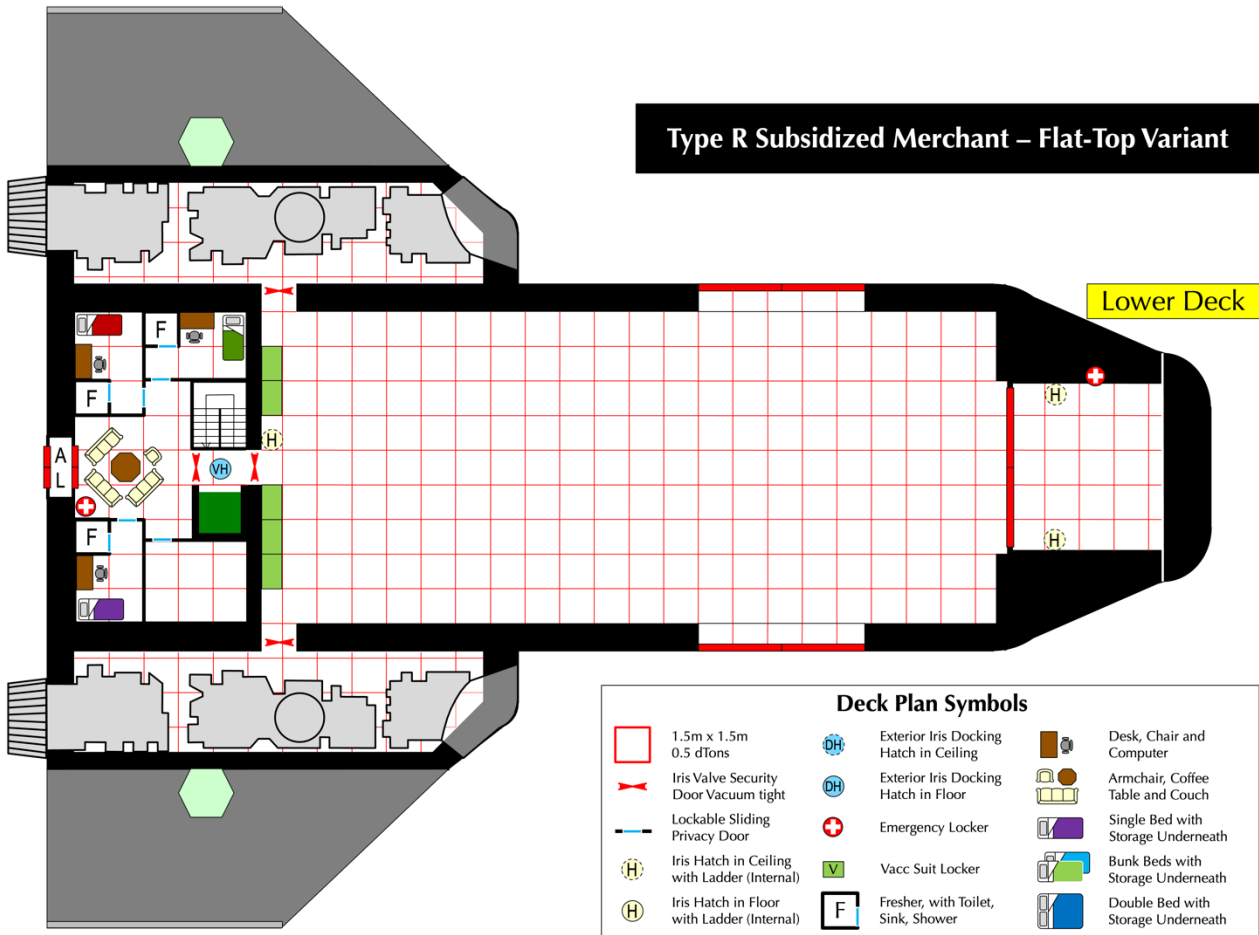 Type R Subsidized Merchant – Flat-Top Variant
Lower Deck
F
F
H
H
A
L
VH
F
H
Deck Plan Symbols
1.5m x 1.5m
0.5 dTons
Iris Valve Security
Door Vacuum tight
Lockable Sliding
Privacy Door
H
Iris Hatch in Ceiling
with Ladder (Internal)
H
Iris Hatch in Floor
with Ladder (Internal)
DH
Exterior Iris Docking
Hatch in Ceiling
DH
Exterior Iris Docking
Hatch in Floor
Emergency Locker
V
Vacc Suit Locker
F
Fresher, with Toilet,
Sink, Shower
Desk, Chair and
Computer
Armchair, Coffee
Table and Couch
Single Bed with
Storage Underneath
Bunk Beds with
Storage Underneath
Double Bed with
Storage Underneath